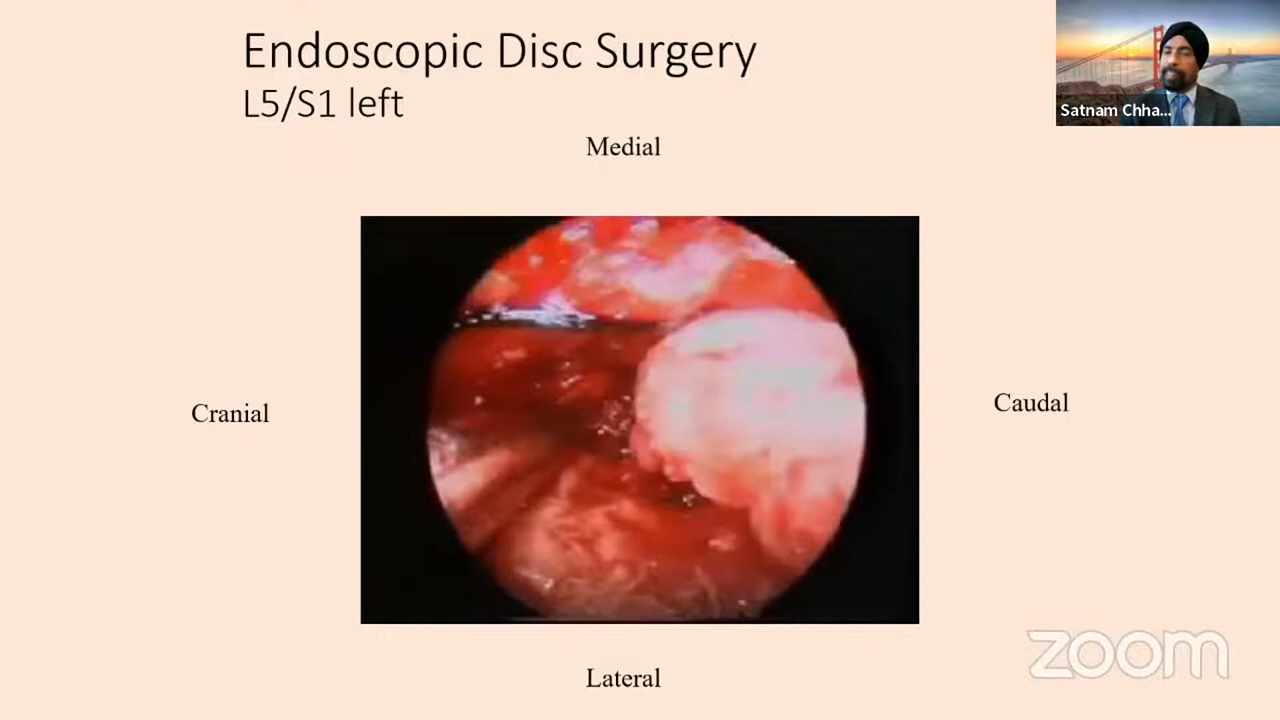 Endoscopic Disc Surgery
L5/S1 left
Satnam Chha...
Medial
Cranial
Caudal
Lateral
zoom